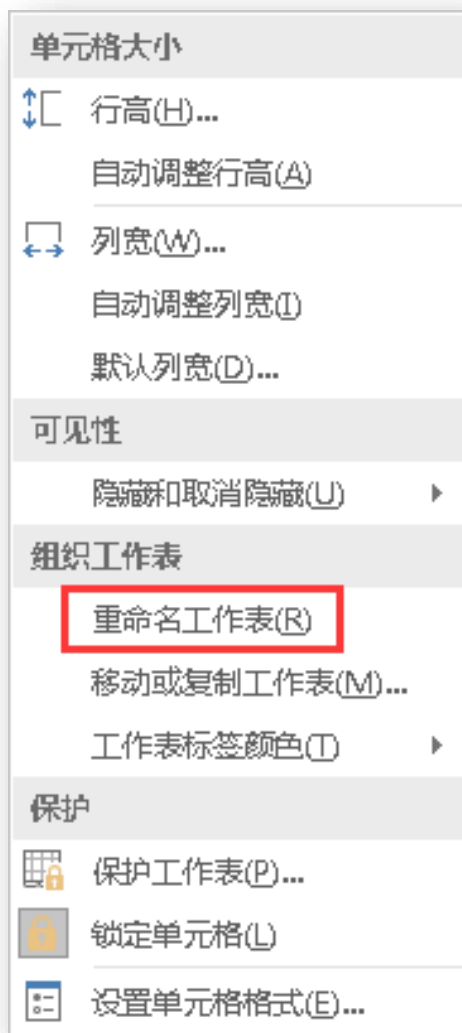 单元格大小
行高(H)...
自动调整行高(A)
列宽(W)...
自动调整列宽(I)
默认列宽(D)...
可见性
隐藏和取消隐藏(U)
组织工作表
重命名工作表(R)
移动或复制工作表(M)...
工作表标签颜色(T)
保护
保护工作表(P)...
锁定单元格(L)
设置单元格格式(E)...